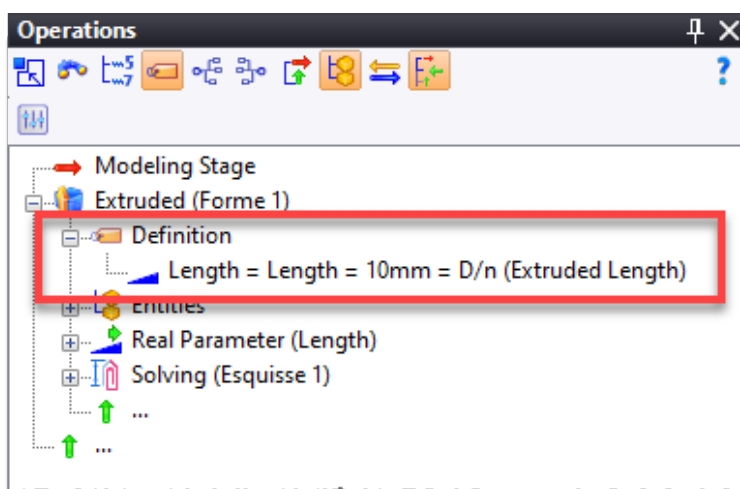 Operations
Modeling Stage
Extruded (Forme 1)
Definition
Length = Length = 10mm = D/n (Extruded Length)
Entities
Real Parameter (Length)
Solving (Esquisse 1)
...
...